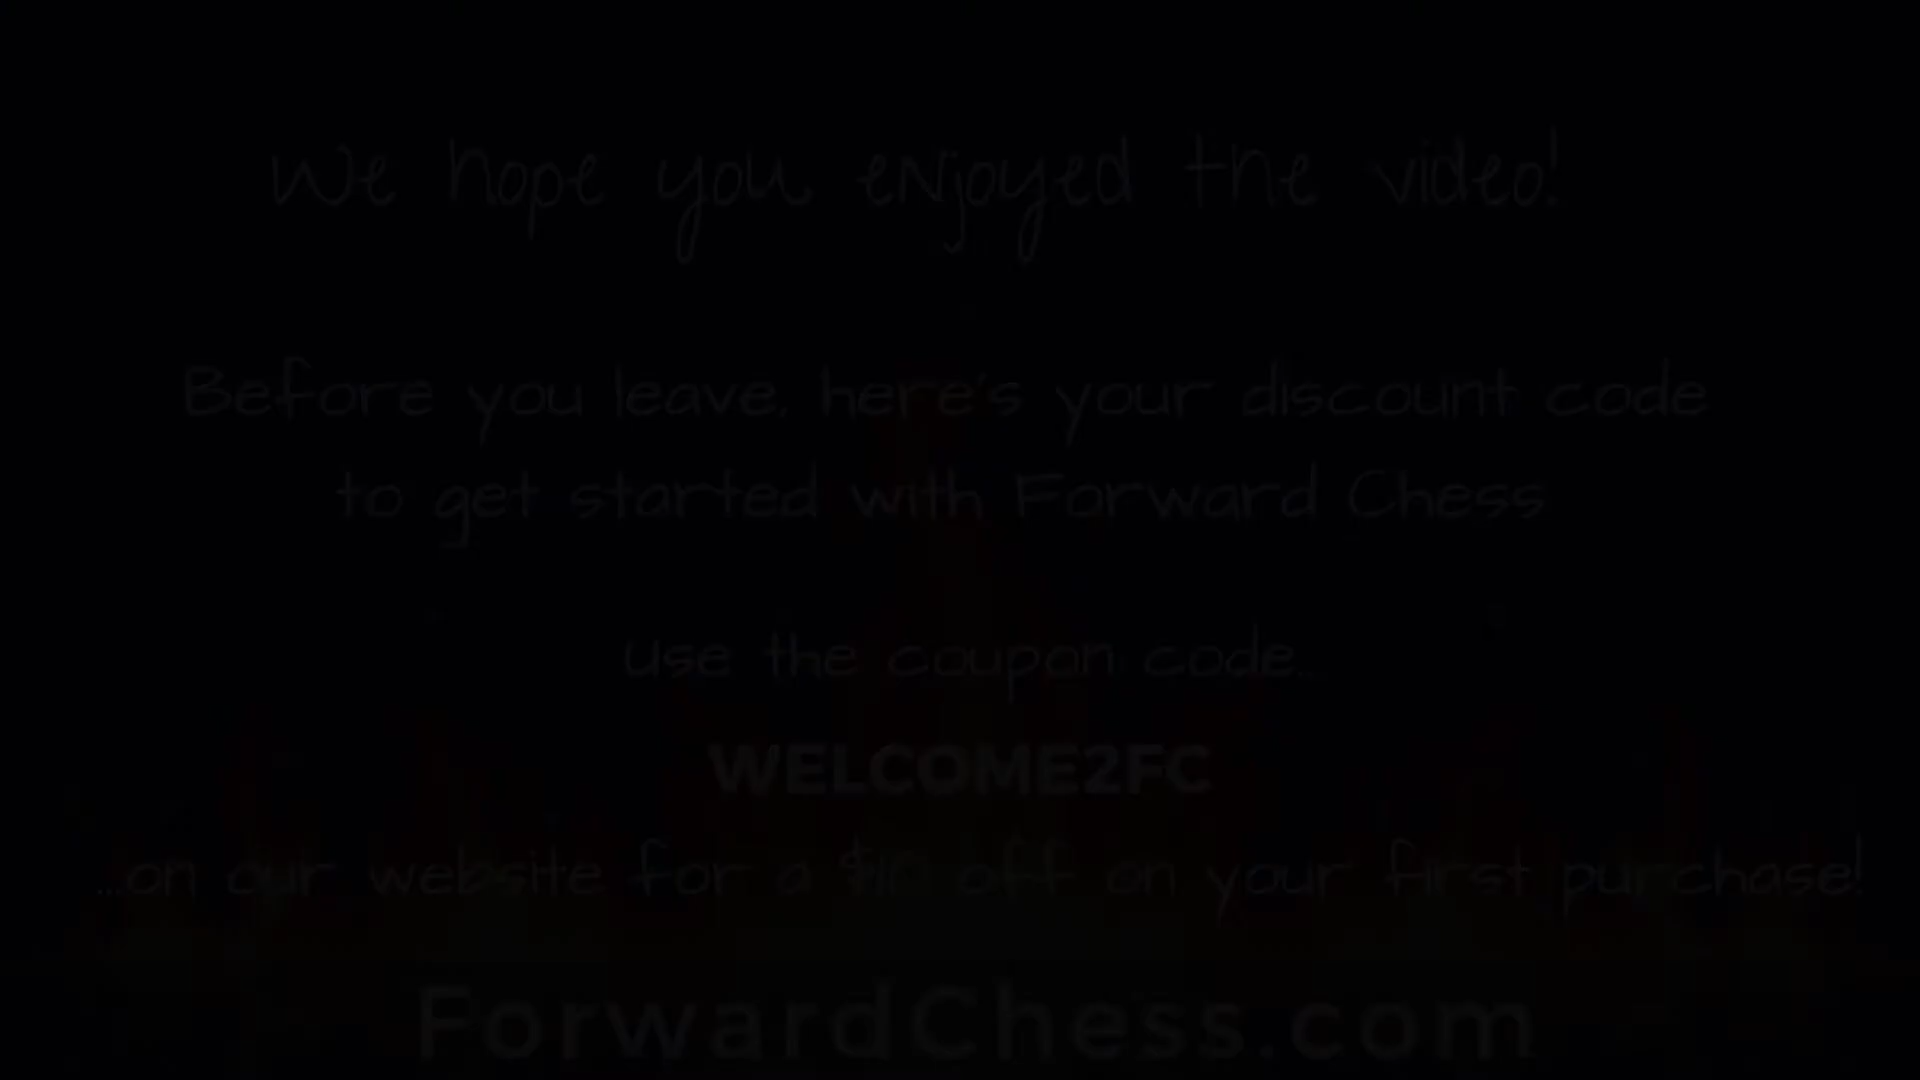 We hope you enjoyed the video!
Before you leave, here's your discount code
to get started with Forward Chess
use the coupon code...
WELCOME2FC
...on our website for a $10 off on your first purchase!
ForwardChess.com